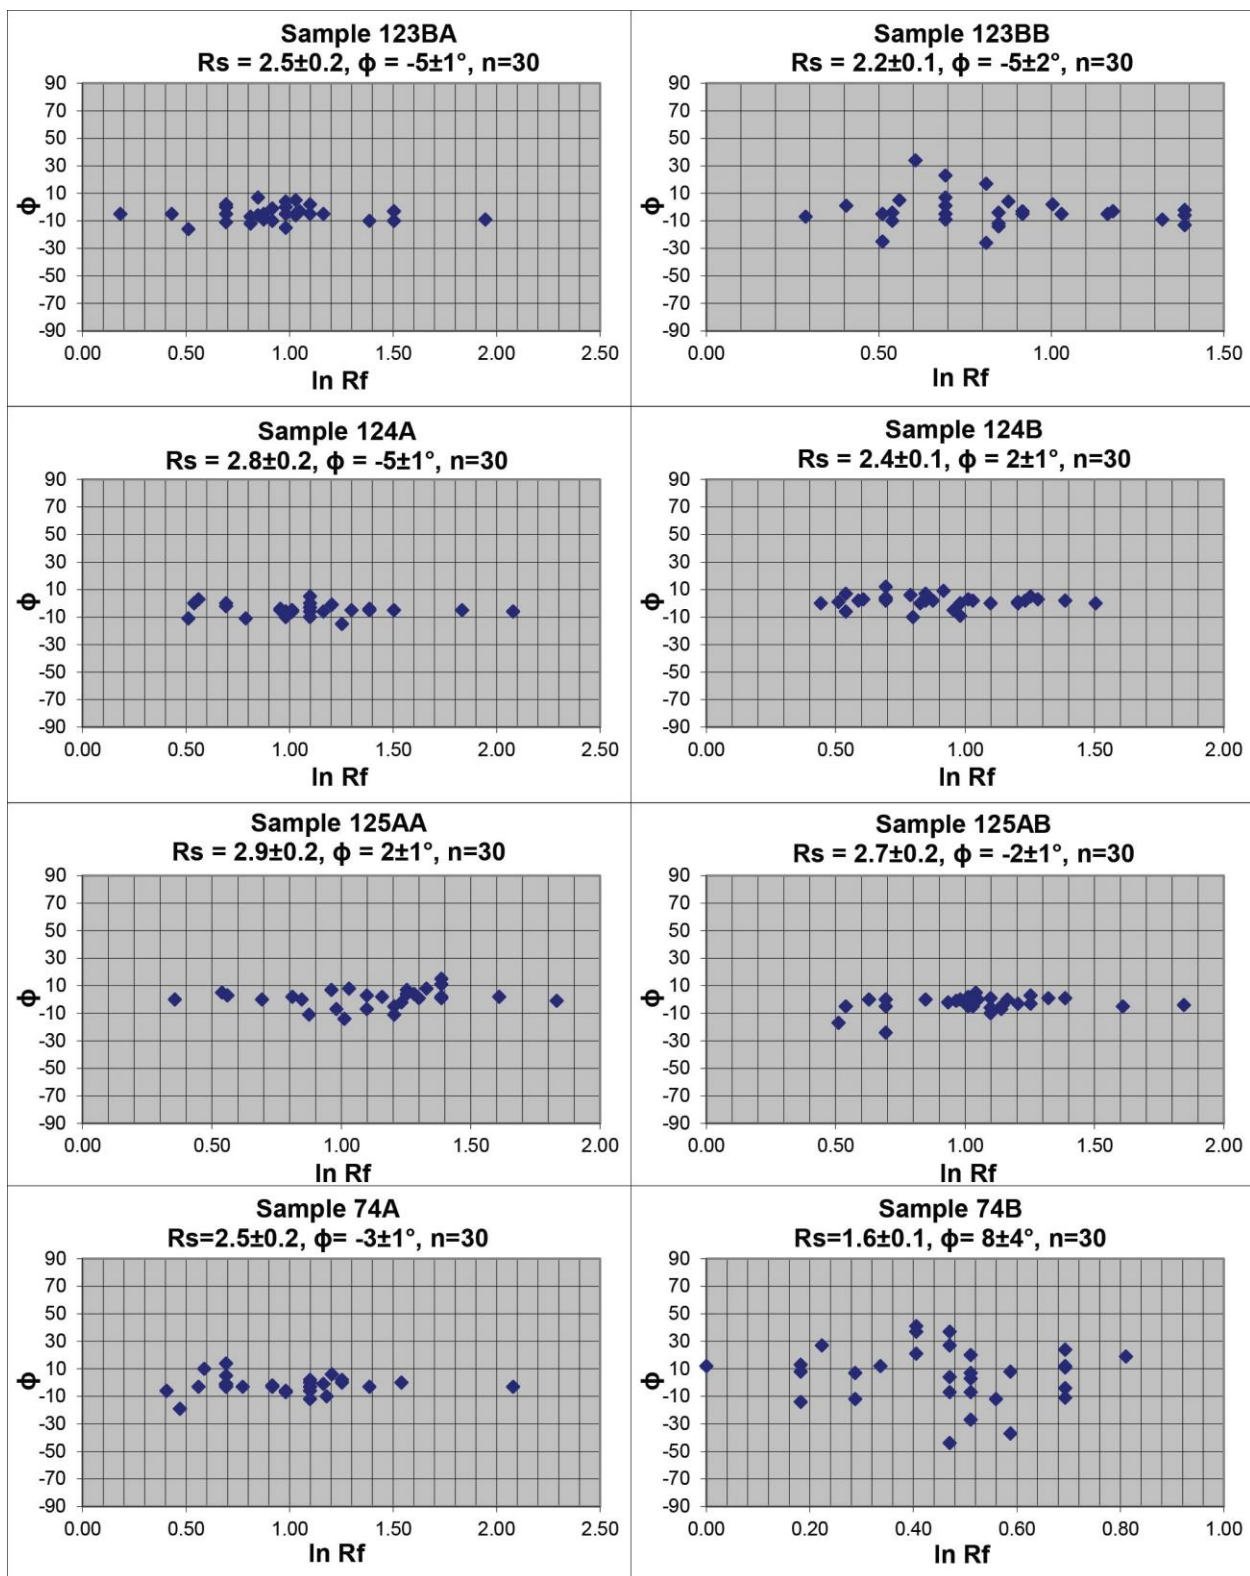 Sample 123BA
Rs = 2.5±0.2, ϕ = -5±1°, n=30
90
70
50
30
10
-10
-30
-50
-70
-90
ϕ
0.00 0.50 1.00 1.50 2.00 2.50
ln Rf
Sample 123BB
Rs = 2.2±0.1, ϕ = -5±2°, n=30
90
70
50
30
10
-10
-30
-50
-70
-90
ϕ
0.00 0.50 1.00 1.50
ln Rf
Sample 124A
Rs = 2.8±0.2, ϕ = -5±1°, n=30
90
70
50
30
10
-10
-30
-50
-70
-90
ϕ
0.00 0.50 1.00 1.50 2.00 2.50
ln Rf
Sample 124B
Rs = 2.4±0.1, ϕ = 2±1°, n=30
90
70
50
30
10
-10
-30
-50
-70
-90
ϕ
0.00 0.50 1.00 1.50 2.00
ln Rf
Sample 125AA
Rs = 2.9±0.2, ϕ = 2±1°, n=30
90
70
50
30
10
-10
-30
-50
-70
-90
ϕ
0.00 0.50 1.00 1.50 2.00
ln Rf
Sample 125AB
Rs = 2.7±0.2, ϕ = -2±1°, n=30
90
70
50
30
10
-10
-30
-50
-70
-90
ϕ
0.00 0.50 1.00 1.50 2.00
ln Rf
Sample 74A
Rs=2.5±0.2, ϕ= -3±1°, n=30
90
70
50
30
10
-10
-30
-50
-70
-90
ϕ
0.00 0.50 1.00 1.50 2.00 2.50
ln Rf
Sample 74B
Rs=1.6±0.1, ϕ= 8±4°, n=30
90
70
50
30
10
-10
-30
-50
-70
-90
ϕ
0.00 0.20 0.40 0.60 0.80 1.00
ln Rf